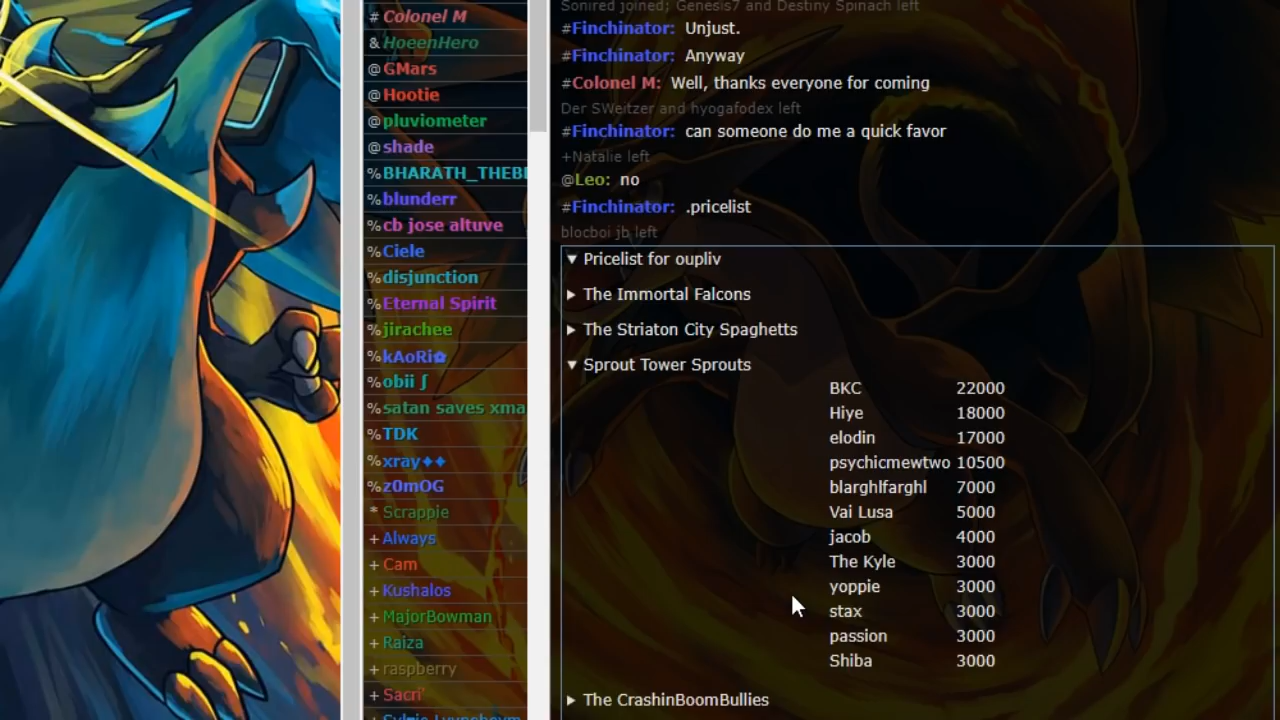 #Colonel M
&HoeenHero
@GMars
@Hootie
@pluviometer
@shade
%BHARATH_THEBE
%blunderr
%cb jose altuve
%Ciele
%disjunction
%Eternal Spirit
%jirachee
%kAoRi✿
%obii ∫
%satan saves xma
%TDK
%xray✦✦
%z0mOG
* Scrappie
+Always
+Cam
+Kushalos
+MajorBowman
+Raiza
+raspberry
+Sacri'
Sonired joined; Genesis7 and Destiny Spinach left
#Finchinator: Unjust.
#Finchinator: Anyway
#Colonel M: Well, thanks everyone for coming
Der SWeitzer and hyogafodex left
#Finchinator: can someone do me a quick favor
+Natalie left
@Leo: no
#Finchinator: .pricelist
blocboi jb left
▼ Pricelist for oupliv
▶ The Immortal Falcons
▶ The Striaton City Spaghetts
▼ Sprout Tower Sprouts
BKC 22000
Hiye 18000
elodin 17000
psychicmewtwo 10500
blarghlfarghl 7000
Vai Lusa 5000
jacob 4000
The Kyle 3000
yoppie 3000
stax 3000
passion 3000
Shiba 3000
▶ The CrashinBoomBullies